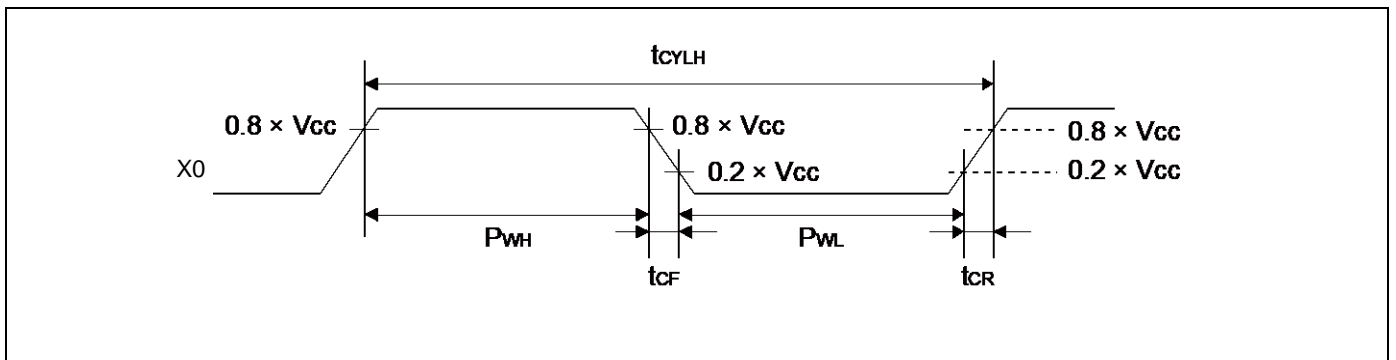 tCYLH
0.8 × VCC
0.8 × VCC
0.8 × VCC
X0
0.2 × VCC
0.2 × VCC
PWH
PWL
tCF
tCR